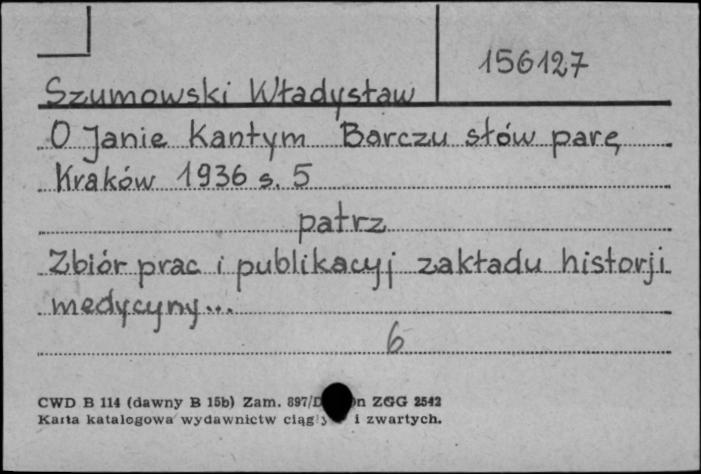 156127
Szumowski Władysław
O Janie Kantym Barczu słów parę
Kraków 1936 s. 5
patrz
Zbiór prac i publikacyj zakładu historji
medycyny...
6
CWD B 114 (dawny B 15b) Zam. 897/D n ZGG 2542
Karta katalogowa wydawnictw i zwartych.